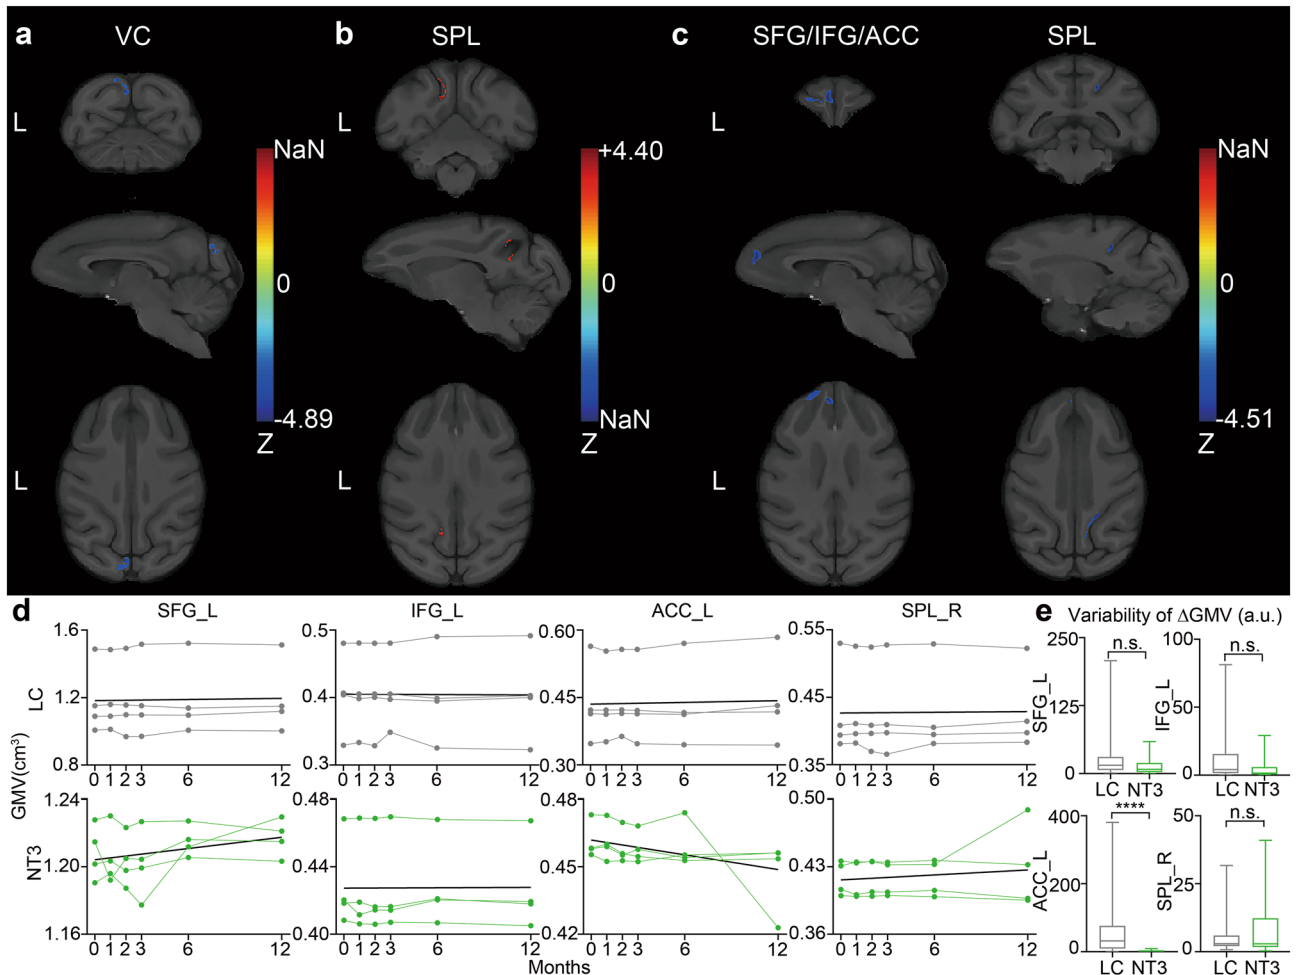 a VC
b SPL
c SFG/IFG/ACC SPL
L L L
NaN +4.40 NaN
0 0 0
-4.89 NaN -4.51
Z Z
L L L
d SFG_L IFG_L ACC_L SPL_R
1.6 0.5 0.60 0.55
1.2 0.4 0.45 0.45
0.8 0.3 0.30 0.35
LC
0 1 2 3 6 12 0 1 2 3 6 12 0 1 2 3 6 12 0 1 2 3 6 12
GMV(cm³)
1.24 0.48 0.48 0.50
1.20 0.44 0.45 0.43
1.16 0.40 0.42 0.36
NT3
0 1 2 3 6 12 0 1 2 3 6 12 0 1 2 3 6 12 0 1 2 3 6 12
Months
e Variability of ΔGMV (a.u.)
SFG_L
250
125
0
n.s.
LC NT3
IFG_L
100
50
0
n.s.
LC NT3
ACC_L
400
200
0
****
LC NT3
SPL_R
50
25
0
n.s.
LC NT3